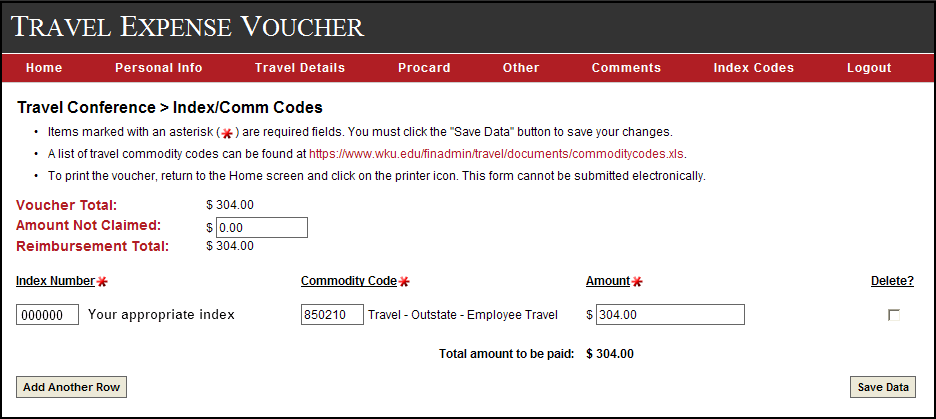 TRAVEL EXPENSE VOUCHER
Home Personal Info Travel Details Procard Other Comments Index Codes Logout
Travel Conference > Index/Comm Codes
• Items marked with an asterisk (*) are required fields. You must click the "Save Data" button to save your changes.
• A list of travel commodity codes can be found at https://www.wku.edu/finadmin/travel/documents/commoditycodes.xls.
• To print the voucher, return to the Home screen and click on the printer icon. This form cannot be submitted electronically.
Voucher Total: $ 304.00
Amount Not Claimed: $ 0.00
Reimbursement Total: $ 304.00
Index Number* Commodity Code* Amount* Delete?
000000 Your appropriate index 850210 Travel - Outstate - Employee Travel $ 304.00
Total amount to be paid: $ 304.00
Add Another Row Save Data